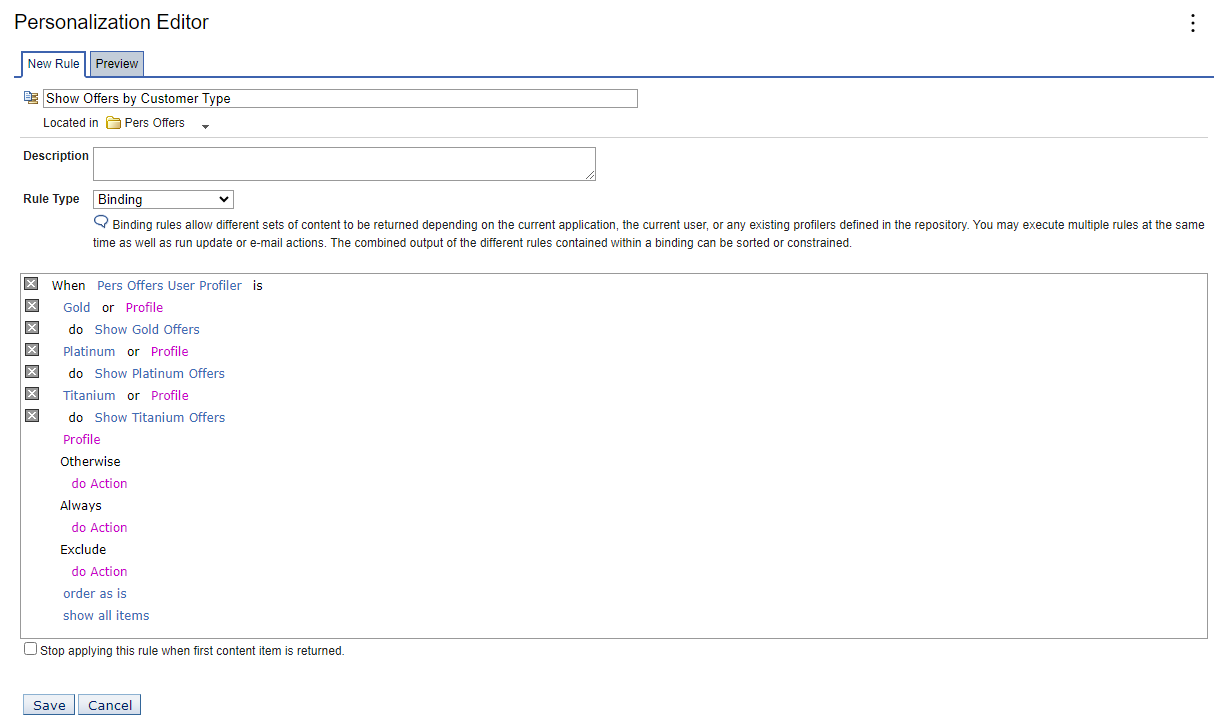 Personalization Editor
New Rule Preview
Show Offers by Customer Type
Located in Pers Offers
Description
Rule Type Binding
Binding rules allow different sets of content to be returned depending on the current application, the current user, or any existing profilers defined in the repository. You may execute multiple rules at the same
time as well as run update or e-mail actions. The combined output of the different rules contained within a binding can be sorted or constrained.
When Pers Offers User Profiler is
Gold or Profile
do Show Gold Offers
Platinum or Profile
do Show Platinum Offers
Titanium or Profile
do Show Titanium Offers
Profile
Otherwise
do Action
Always
do Action
Exclude
do Action
order as is
show all items
Stop applying this rule when first content item is returned.
Save Cancel